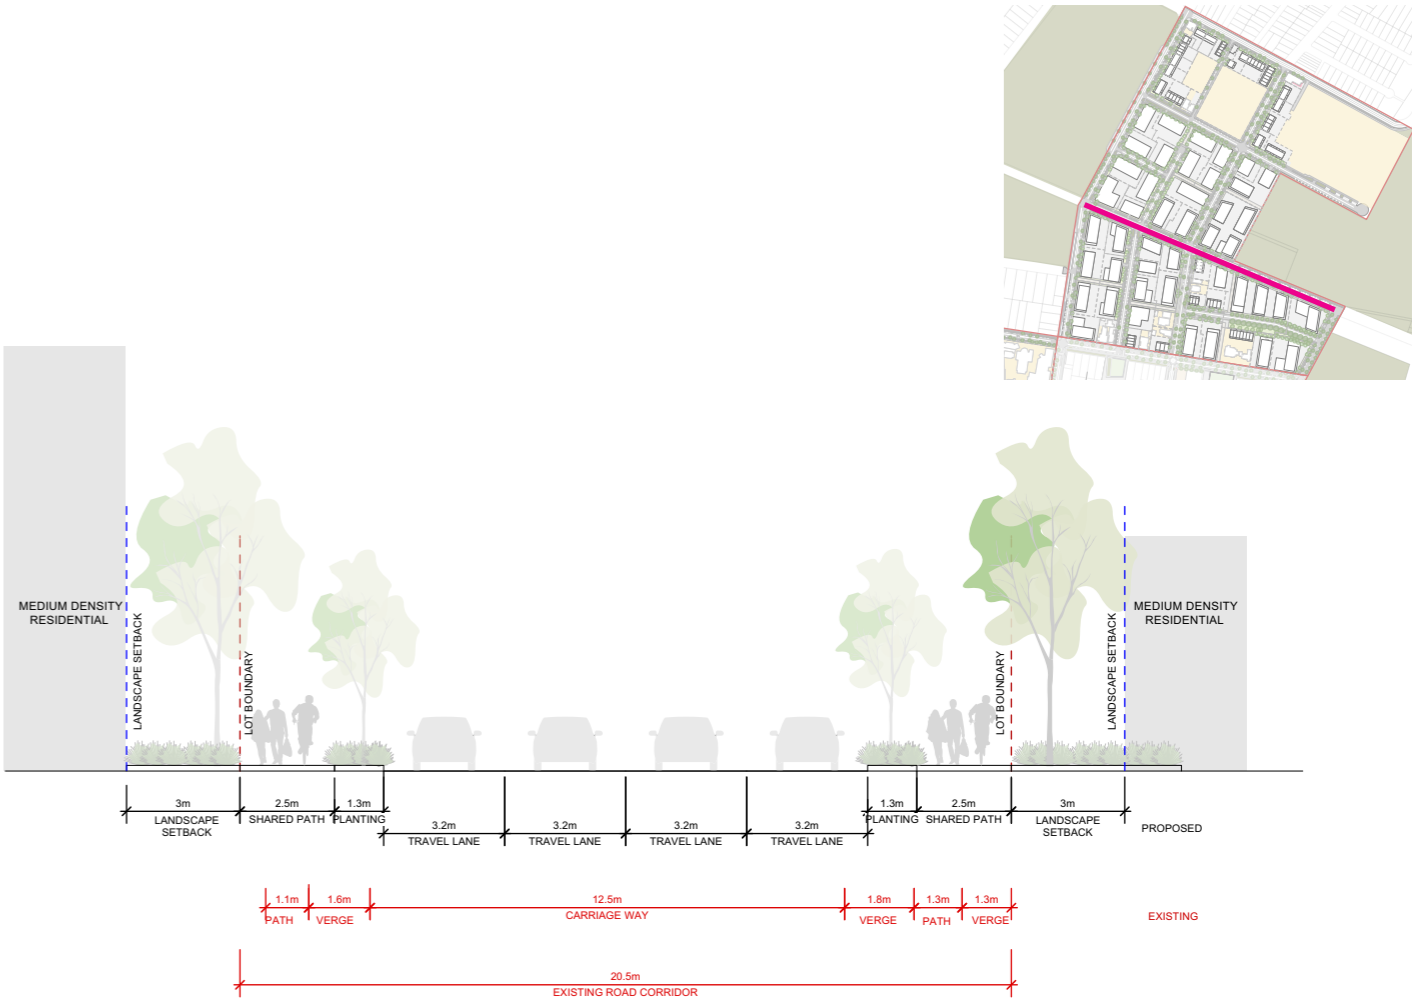 MEDIUM DENSITY
RESIDENTIAL
LANDSCAPE SETBACK
LOT BOUNDARY
LOT BOUNDARY
LANDSCAPE SETBACK
MEDIUM DENSITY
RESIDENTIAL
3m
LANDSCAPE
SETBACK
2.5m
SHARED PATH
1.3m
PLANTING
3.2m
TRAVEL LANE
3.2m
TRAVEL LANE
3.2m
TRAVEL LANE
3.2m
TRAVEL LANE
1.3m
PLANTING
2.5m
SHARED PATH
3m
LANDSCAPE
SETBACK
PROPOSED
1.1m
PATH
1.6m
VERGE
12.5m
CARRIAGE WAY
1.8m
VERGE
1.3m
PATH
1.3m
VERGE
EXISTING
20.5m
EXISTING ROAD CORRIDOR